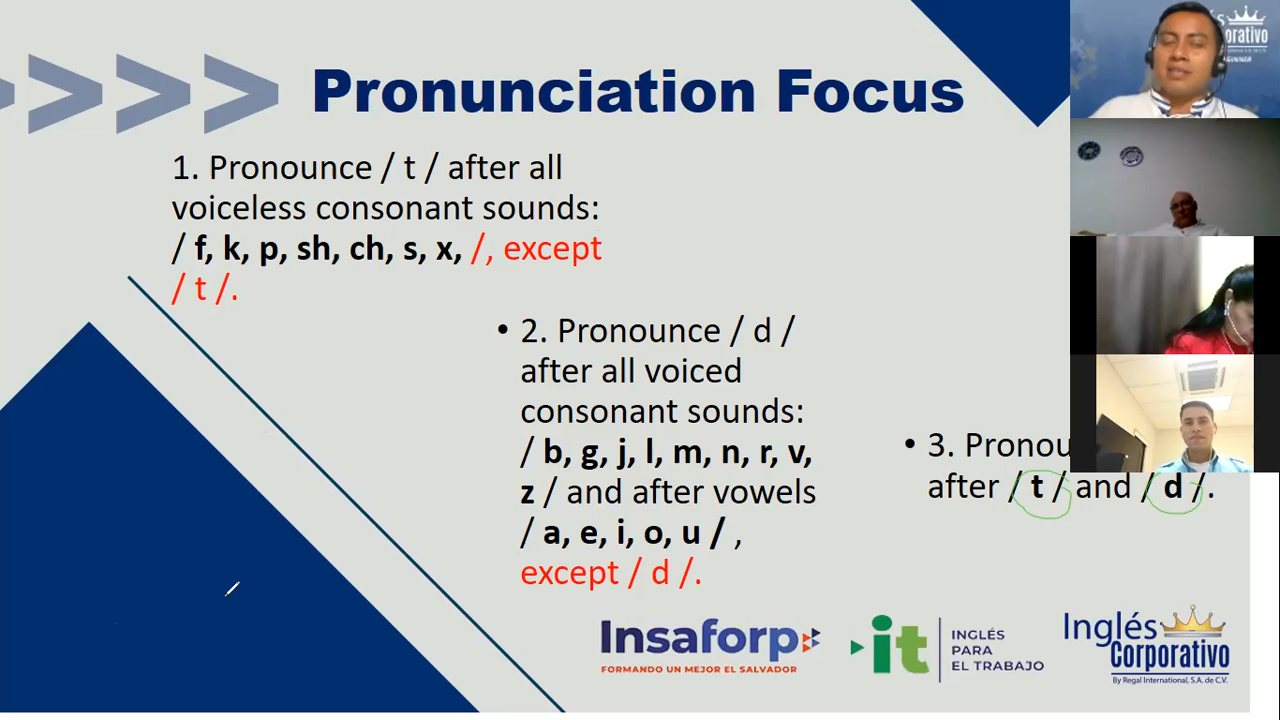 Pronunciation Focus
1. Pronounce / t / after all
voiceless consonant sounds:
/ f, k, p, sh, ch, s, x, /, except
/ t /.
• 2. Pronounce / d /
after all voiced
consonant sounds:
/ b, g, j, l, m, n, r, v,
z / and after vowels
/ a, e, i, o, u / ,
except / d /.
• 3. Pronou
after / t / and / d /.
Insaforp
FORMANDO UN MEJOR EL SALVADOR
it
INGLÉS
PARA
EL TRABAJO
Inglés
Corporativo
By Regal International, S.A. de C.V.